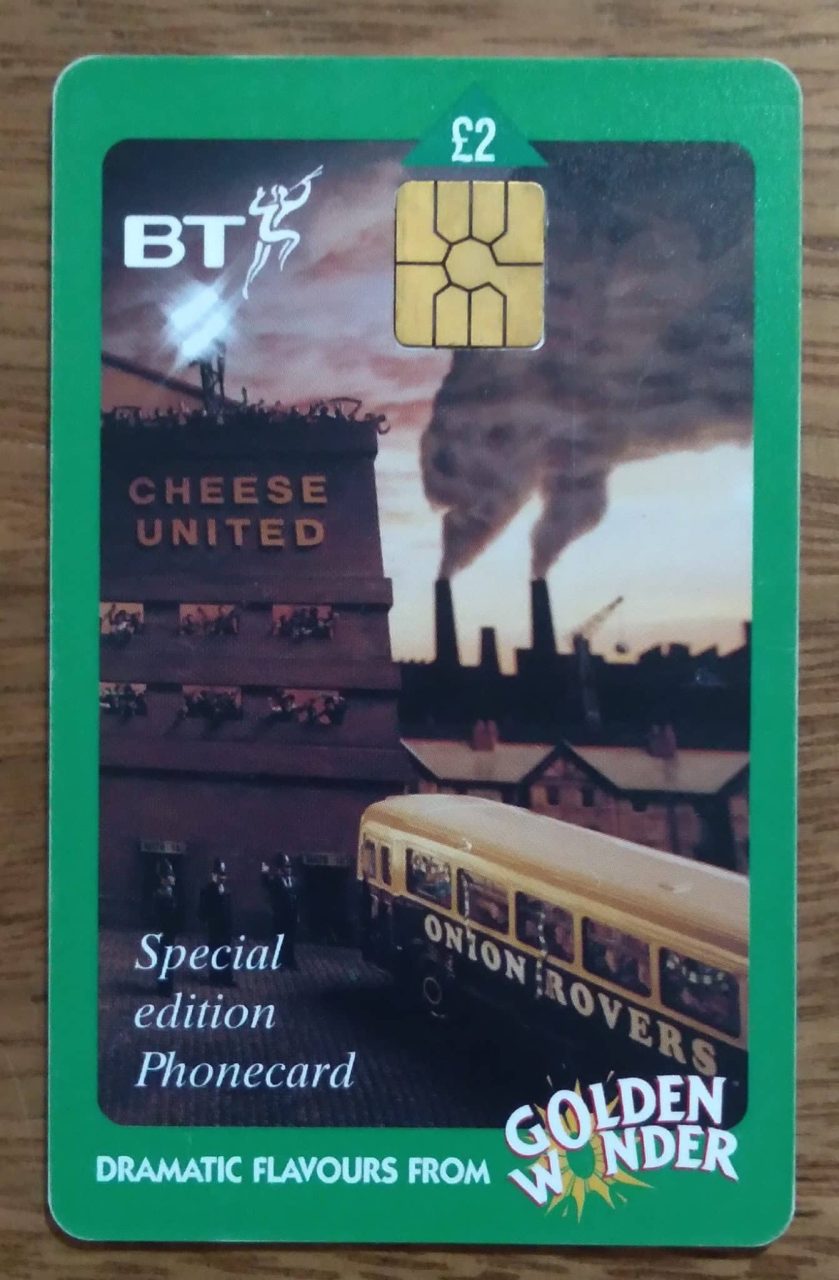 £2
BT
CHEESE
UNITED
ONION ROVERS
Special
edition
Phonecard
DRAMATIC FLAVOURS FROM
GOLDEN
WONDER